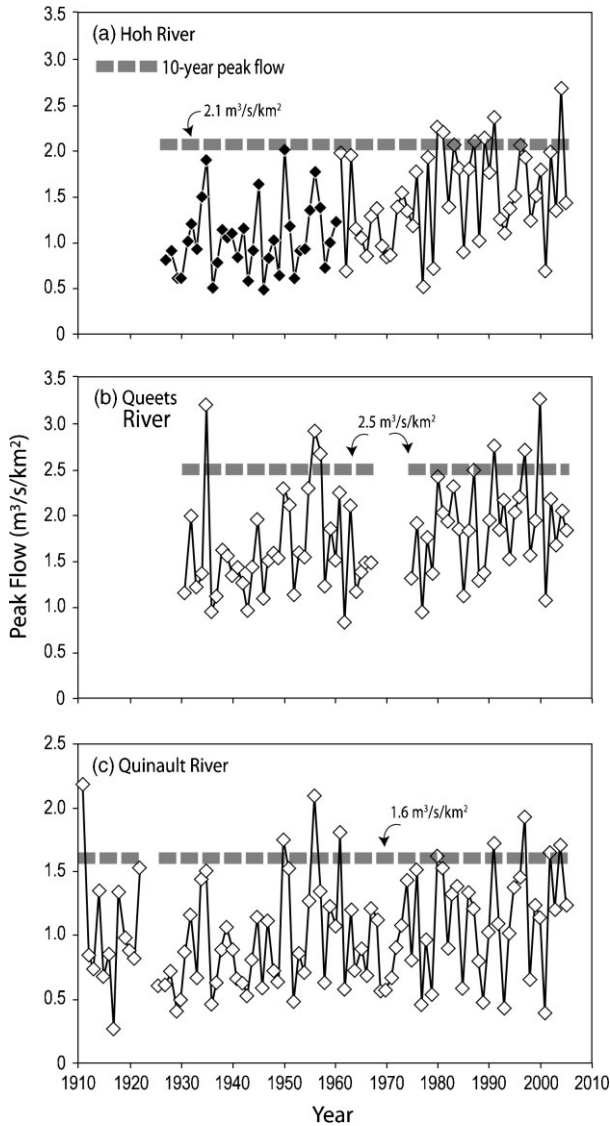 (a) Hoh River
10-year peak flow
2.1 m³/s/km²
3.5
3.0
2.5
2.0
1.5
1.0
0.5
0
(b) Queets
River
2.5 m³/s/km²
3.5
3.0
2.5
2.0
1.5
1.0
0.5
0
Peak Flow (m³/s/km²)
(c) Quinault River
1.6 m³/s/km²
2.5
2.0
1.5
1.0
0.5
0
1910 1920 1930 1940 1950 1960 1970 1980 1990 2000 2010
Year